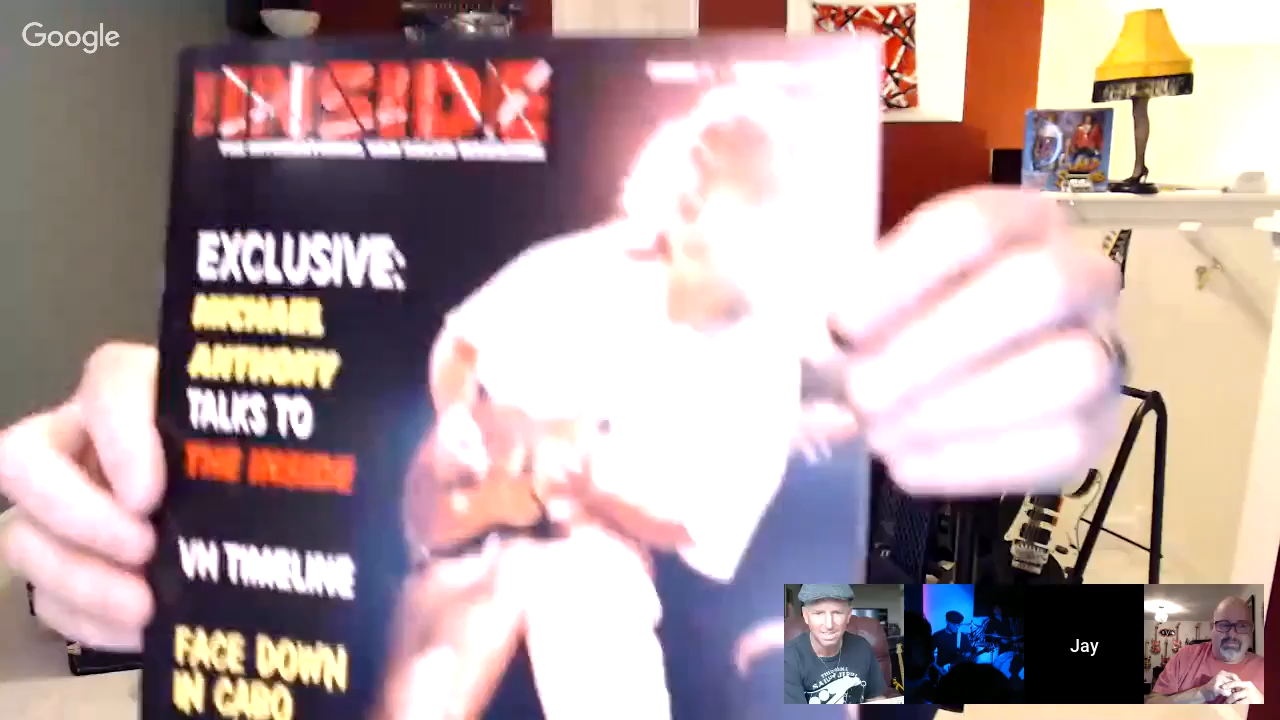 Google
INSIDE
EXCLUSIVE:
MICHAEL
ANTHONY
TALKS TO
THE INSIDE
VH TIMELINE
FACE DOWN
IN CABO
Jay